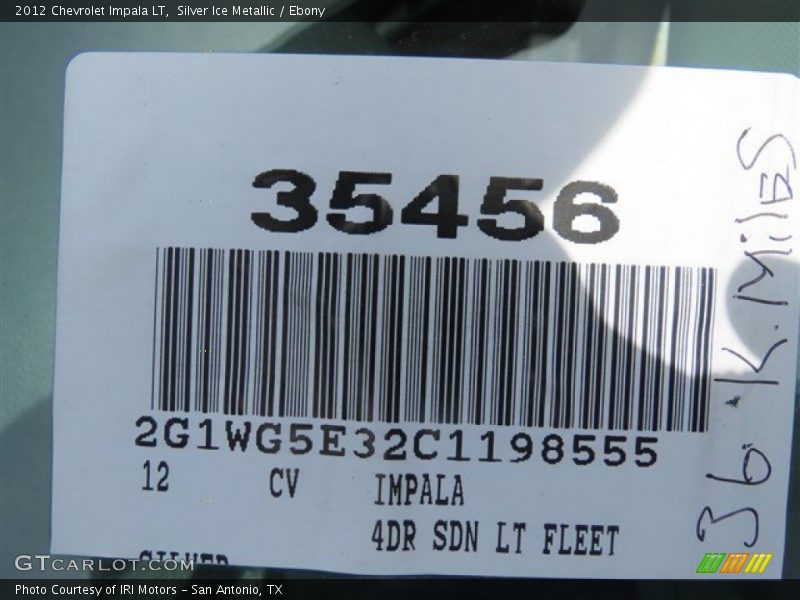 2012 Chevrolet Impala LT,  Silver Ice Metallic / Ebony
35456
2G1WG5E32C1198555
12 CV IMPALA
4DR SDN LT FLEET
SILVER
36.K.MilES
GTCARLOT.COM
Photo Courtesy of IRI Motors - San Antonio, TX